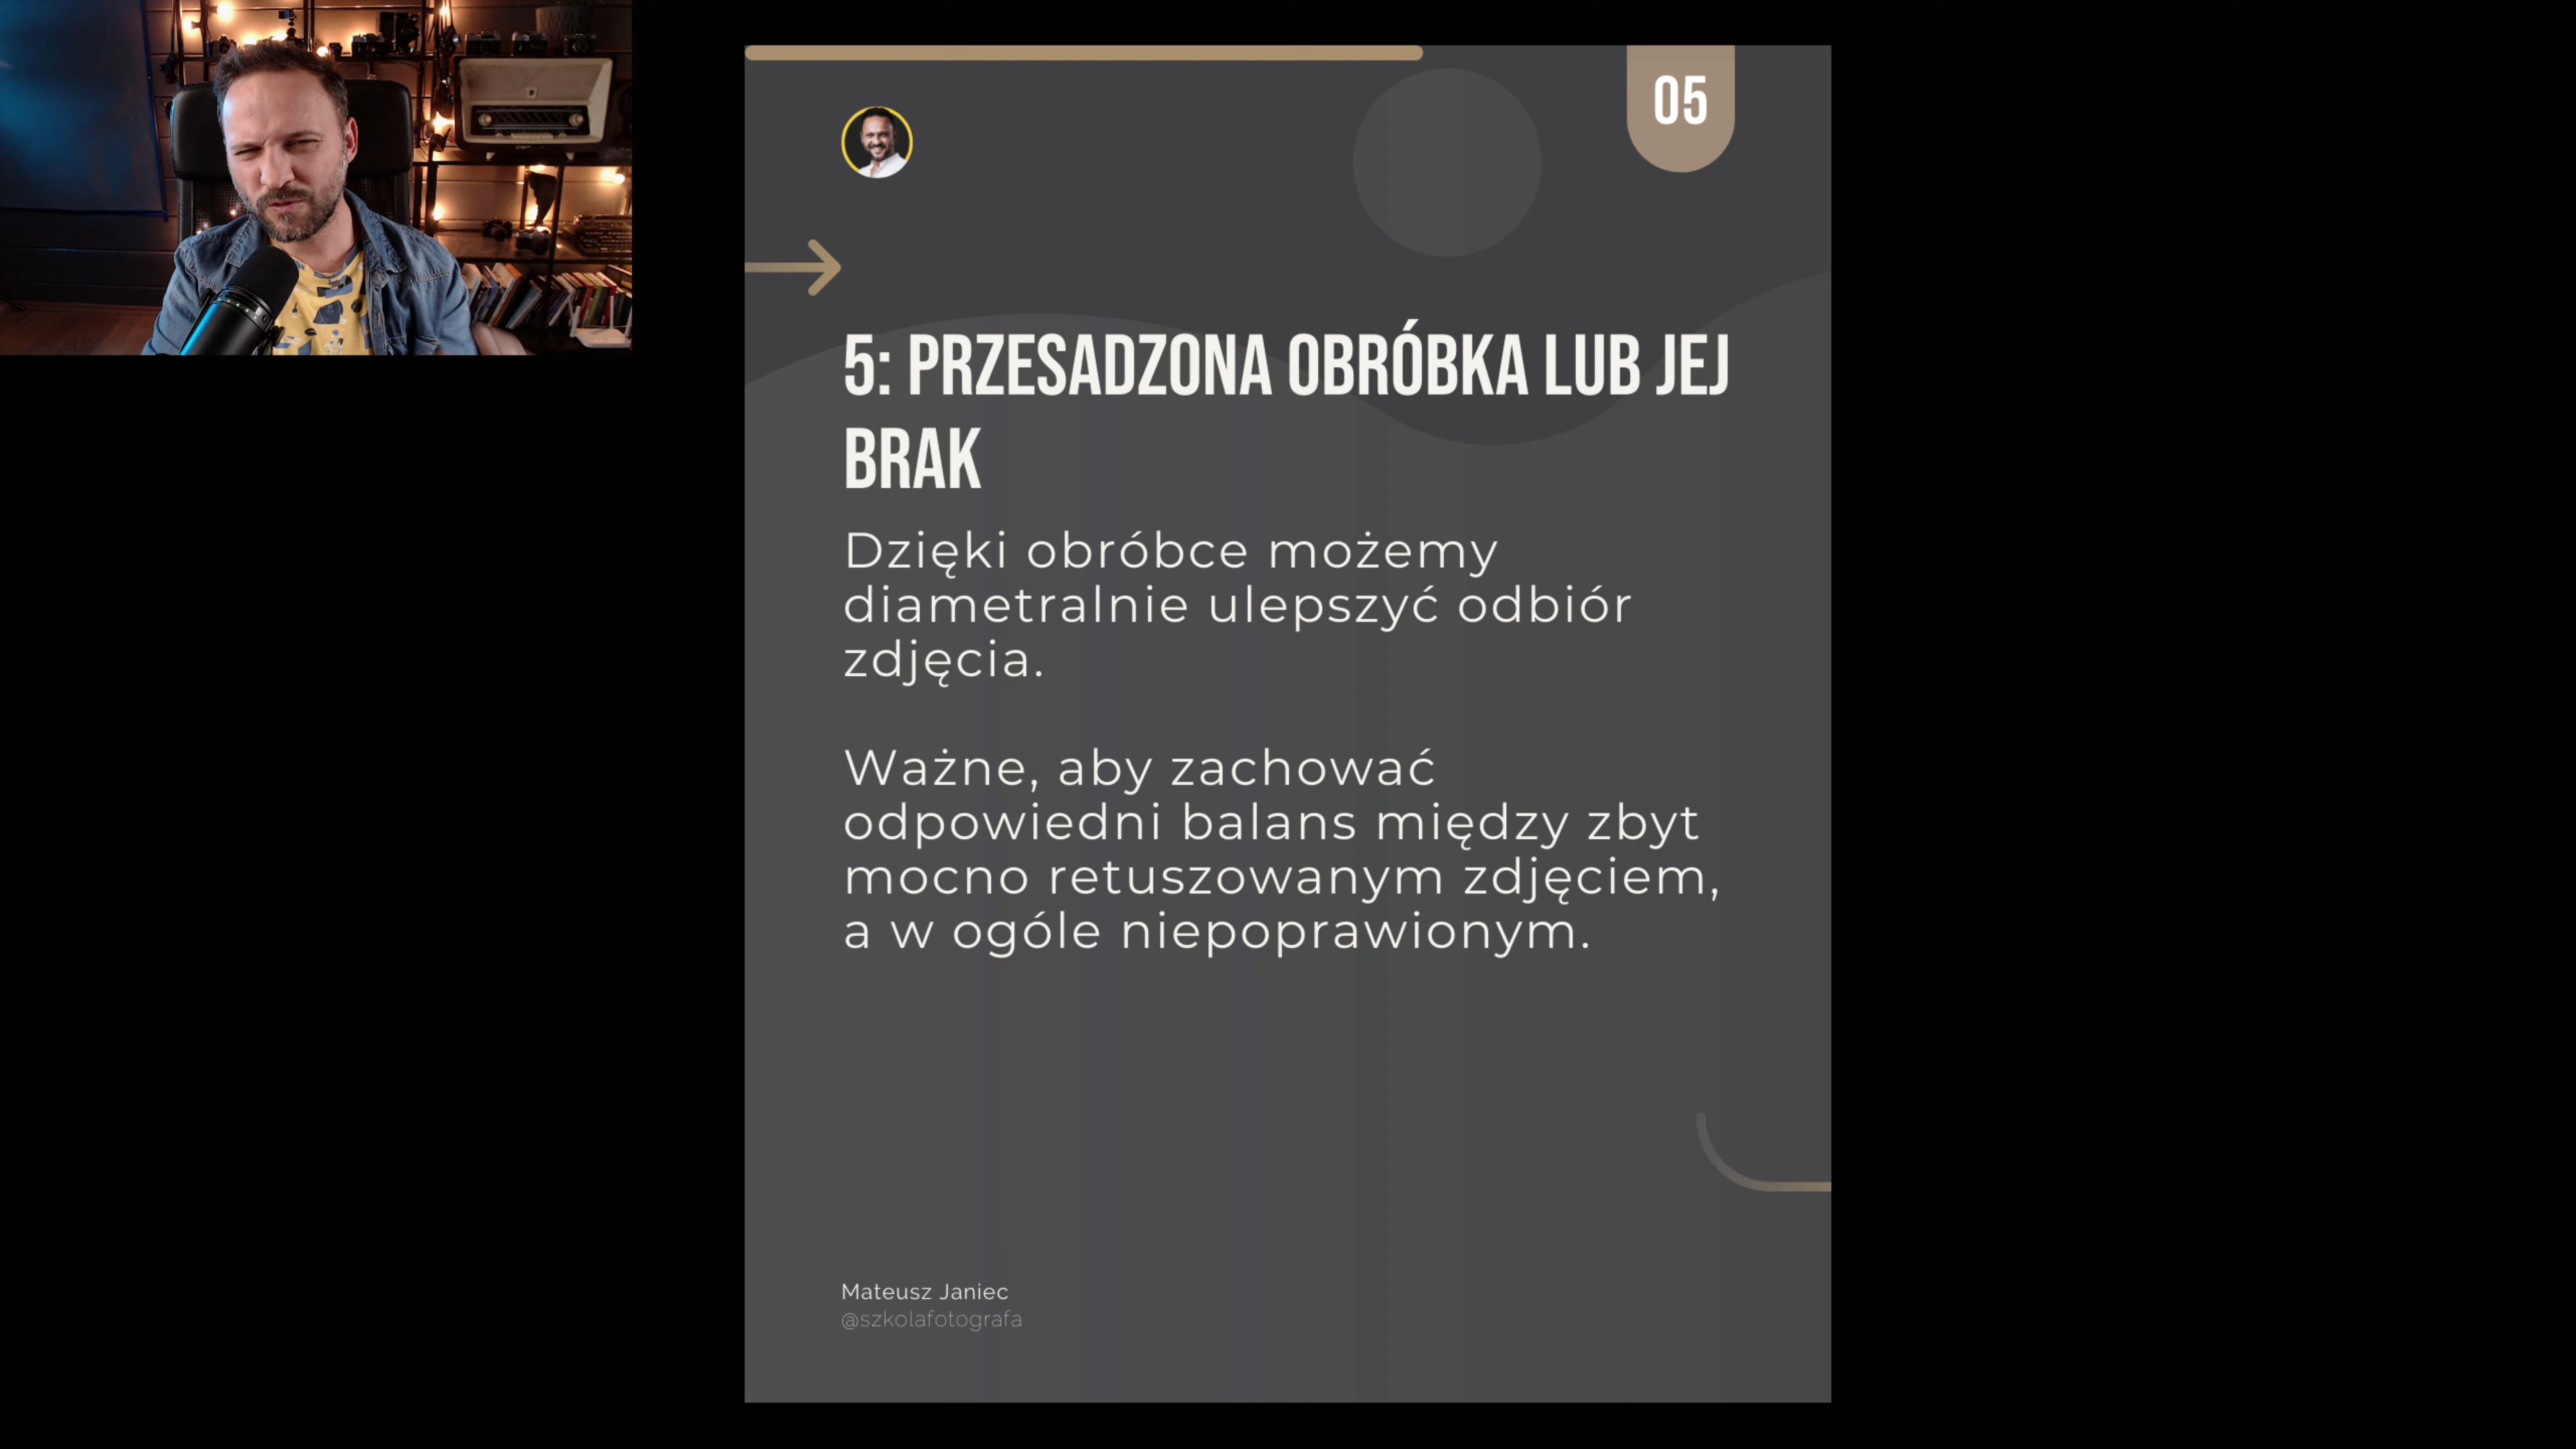 05
5: PRZESADZONA OBRÓBKA LUB JEJ
BRAK
Dzięki obróbce możemy
diametralnie ulepszyć odbiór
zdjęcia.
Ważne, aby zachować
odpowiedni balans między zbyt
mocno retuszowanym zdjęciem,
a w ogóle niepoprawionym.
Mateusz Janiec
@szkolafotografa